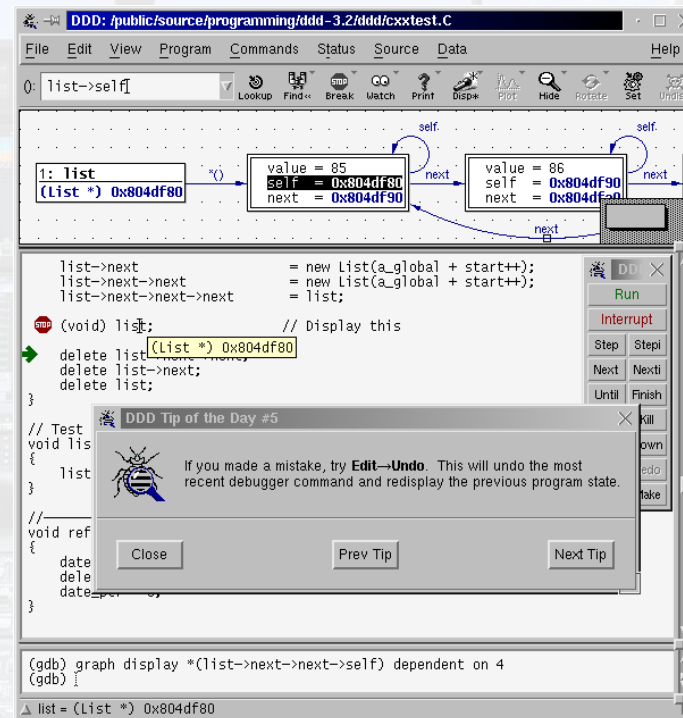 DDD: /public/source/programming/ddd-3.2/ddd/cxxtest.C
File Edit View Program Commands Status Source Data Help
(): list->self
Lookup Find« Break Watch Print Disp* Plot Hide Rotate Set Undis
self self
1: list
(List *) 0x804df80
*()
value = 85
self = 0x804df80
next = 0x804df90
next
value = 86
self = 0x804df90
next
next
list->next = new List(a_global + start++);
list->next->next = new List(a_global + start++);
list->next->next->next = list;
STOP (void) list; // Display this
(List *) 0x804df80
delete list
delete list->next;
delete list;
}
// Test
void lis
{
list
}
//
void ref
{
date
dele
}
DD
Run
Interrupt
Step Stepi
Next Nexti
Until Finish
Kill
own
edo
Make
DDD Tip of the Day #5
If you made a mistake, try Edit→Undo. This will undo the most
recent debugger command and redisplay the previous program state.
Close Prev Tip Next Tip
(gdb) graph display *(list->next->next->self) dependent on 4
(gdb)
list = (List *) 0x804df80